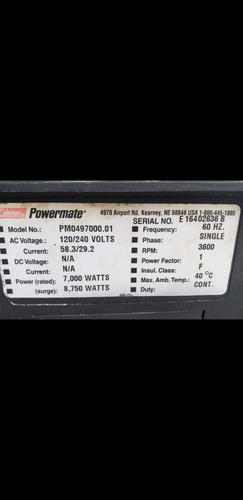 Coleman Powermate®
4970 Airport Rd. Kearney, NE 68848 USA 1-800-445-1805
SERIAL NO. E 16402636 B
Model No.: PM0497000.01 Frequency: 60 HZ.
AC Voltage.: 120/240 VOLTS Phase: SINGLE
Current: 58.3/29.2 RPM: 3600
DC Voltage: N/A Power Factor: 1
Current: N/A Insul. Class: F
Power (rated): 7,000 WATTS Max. Amb. Temp.: 40 °C
(surge): 8,750 WATTS Duty: CONT.